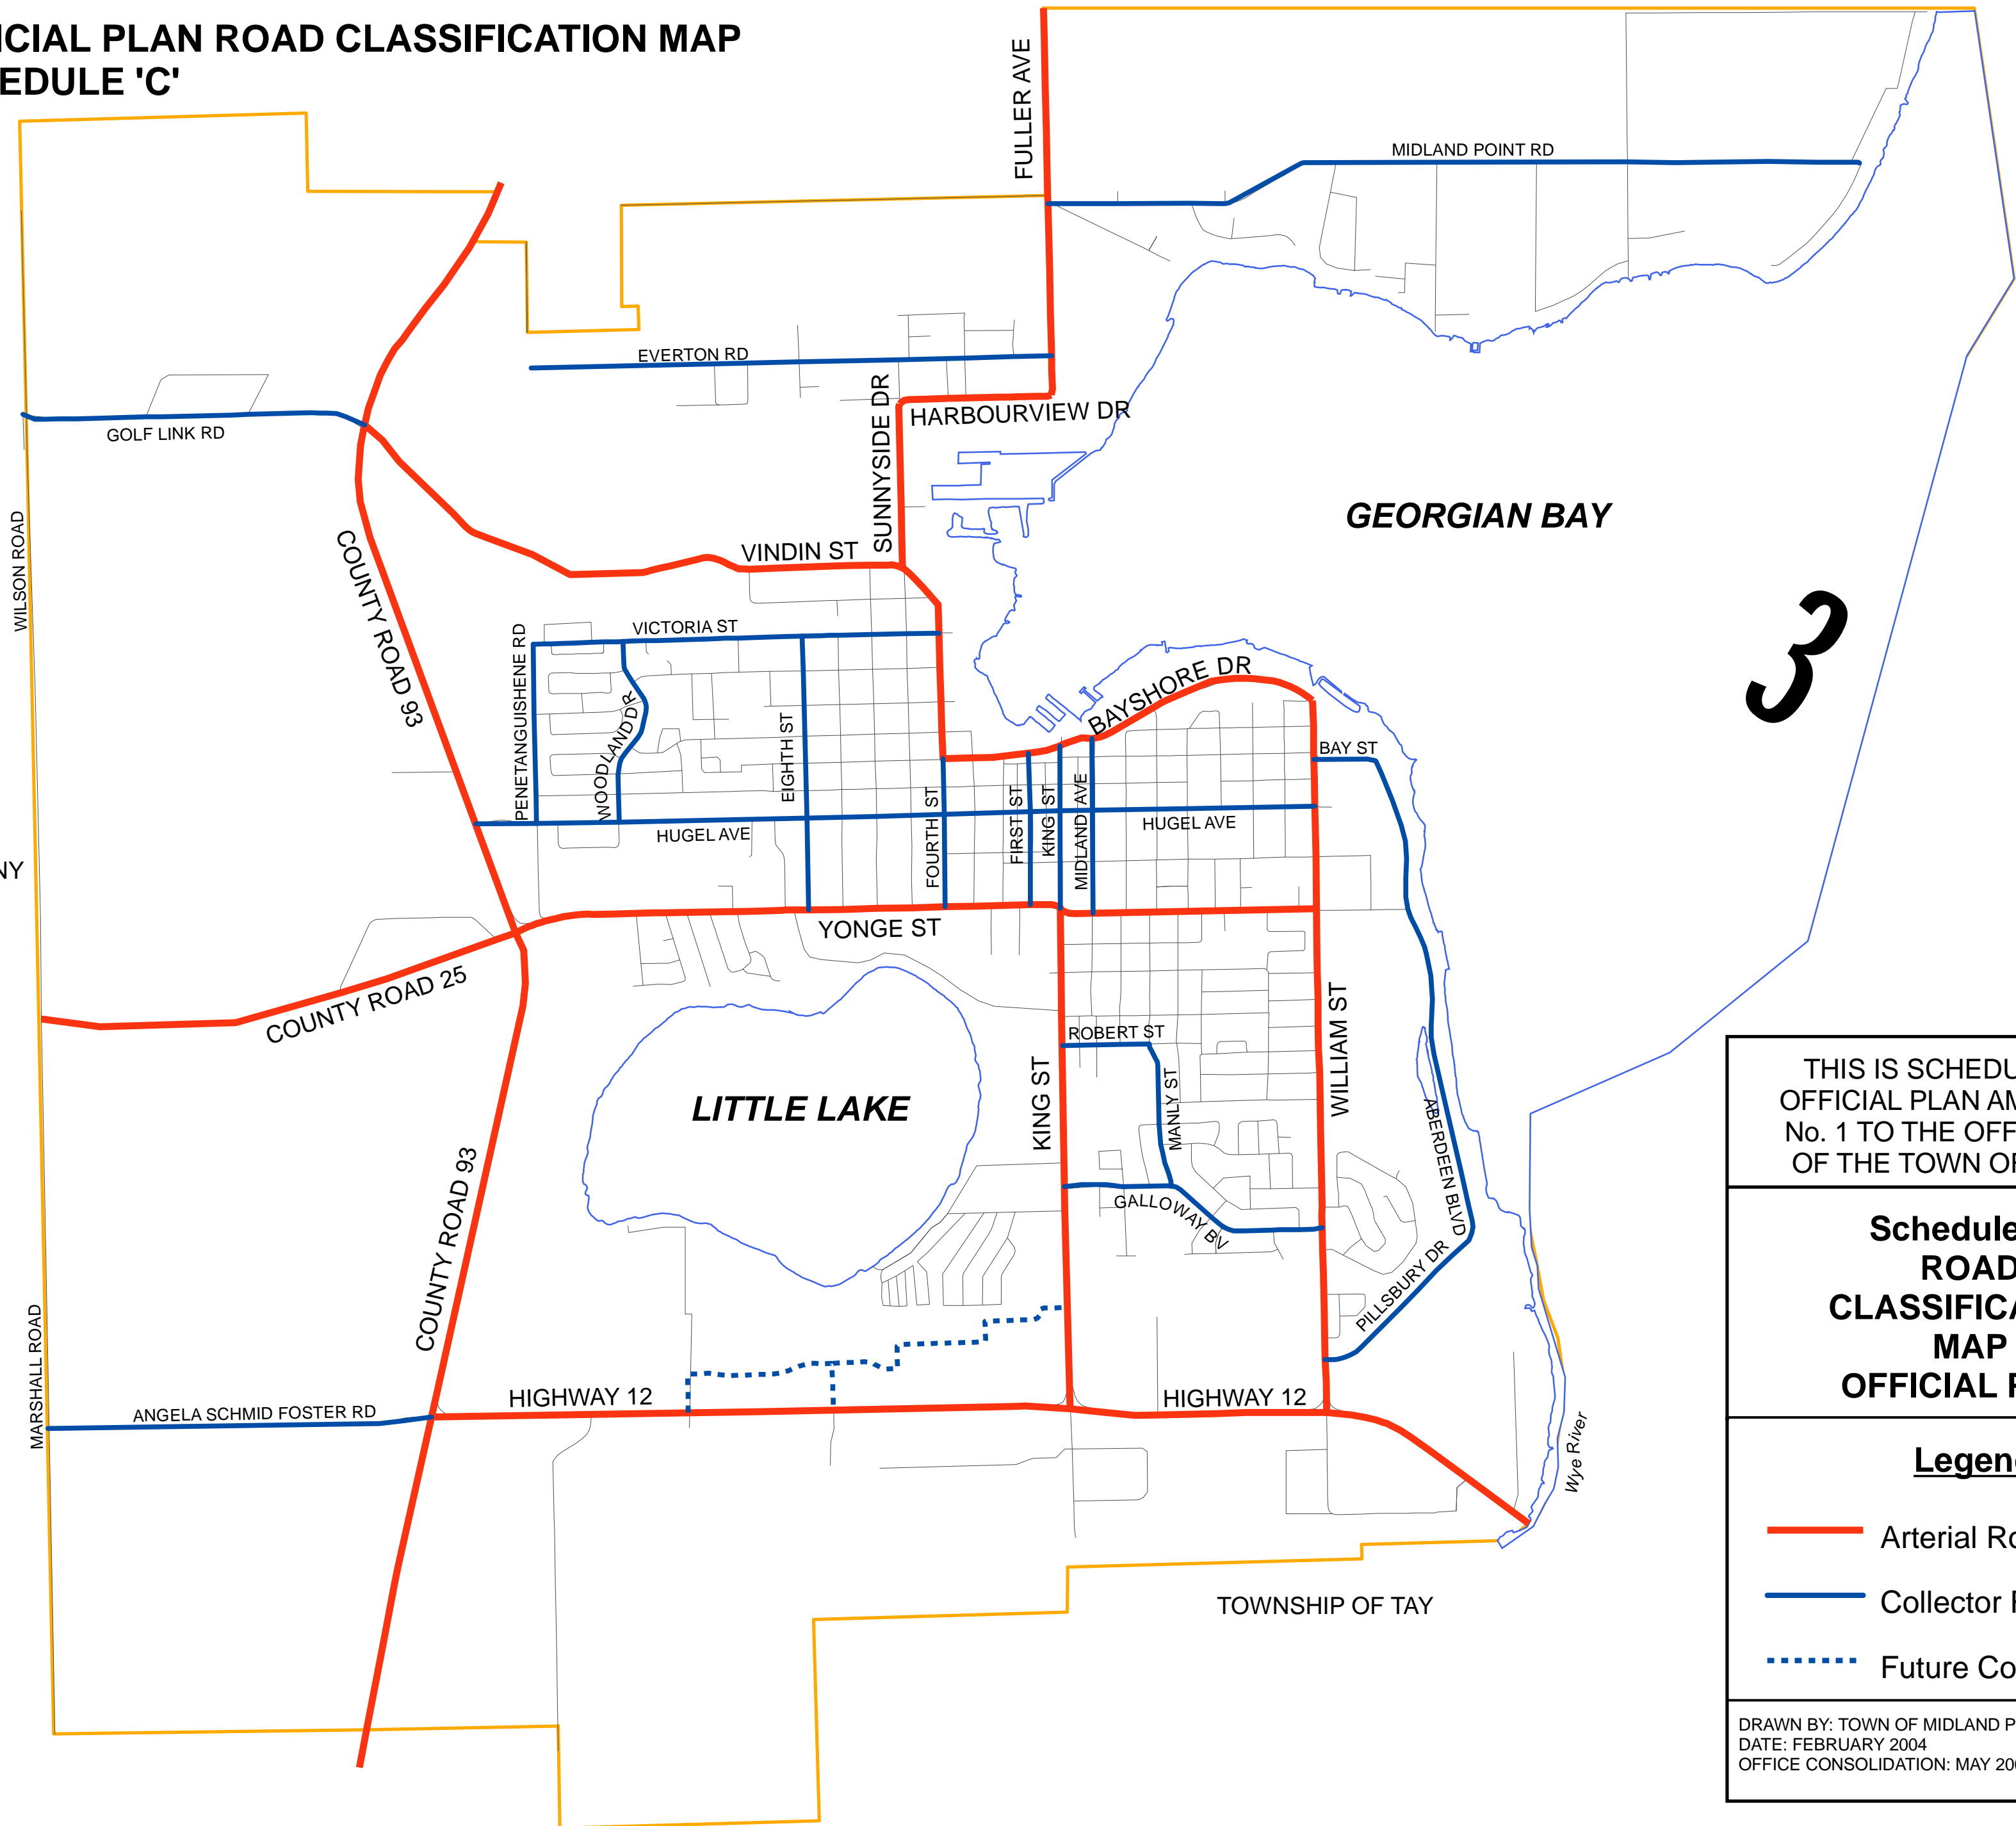 ICIAL PLAN ROAD CLASSIFICATION MAP
EDULE 'C'
FULLER AVE
MIDLAND POINT RD
EVERTON RD
SUNNYSIDE DR
HARBOURVIEW DR
GOLF LINK RD
GEORGIAN BAY
WILSON ROAD
COUNTY ROAD 93
VINDIN ST
3
VICTORIA ST
PENETANGUISHENE RD
WOODLAND DR
EIGHTH ST
BAYSHORE DR
BAY ST
FOURTH ST
FIRST ST
KING ST
MIDLAND AVE
HUGEL AVE
HUGEL AVE
NY
YONGE ST
COUNTY ROAD 25
WILLIAM ST
ROBERT ST
KING ST
MANLY ST
LITTLE LAKE
ABERDEEN BLVD
GALLOWAY BV
PILLSBURY DR
COUNTY ROAD 93
MARSHALL ROAD
ANGELA SCHMID FOSTER RD
HIGHWAY 12
HIGHWAY 12
Wye River
TOWNSHIP OF TAY
THIS IS SCHEDU
OFFICIAL PLAN AM
No. 1 TO THE OFF
OF THE TOWN OF
Schedule
ROAD
CLASSIFICA
MAP
OFFICIAL P
Legen
Arterial Ro
Collector
Future Co
DRAWN BY: TOWN OF MIDLAND P
DATE: FEBRUARY 2004
OFFICE CONSOLIDATION: MAY 200